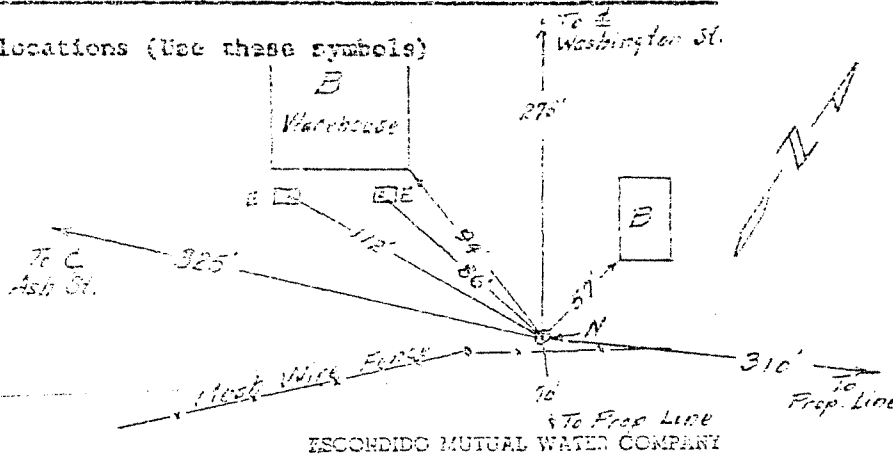 To ℄
Washington St.
locations (Use these symbols)
B
Warehouse
275'
N
E
B
112'
94'
86'
57'
To C
Ash St.
325'
N
Mesh Wire Fence
310'
To
Prop. Line
To Prop Line
ESCONDIDO MUTUAL WATER COMPANY